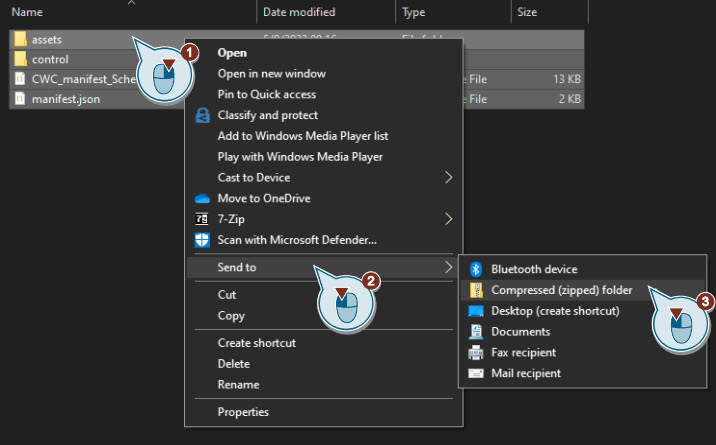 Name Date modified Type Size
assets
control
CWC_manifest_Sche
e File 13 KB
manifest.json
e File 2 KB
1
Open
Open in new window
Pin to Quick access
Classify and protect
Add to Windows Media Player list
Play with Windows Media Player
Cast to Device
Move to OneDrive
7-Zip
Scan with Microsoft Defender...
Send to
2
Cut
Copy
Create shortcut
Delete
Rename
Properties
Bluetooth device
Compressed (zipped) folder
3
Desktop (create shortcut)
Documents
Fax recipient
Mail recipient